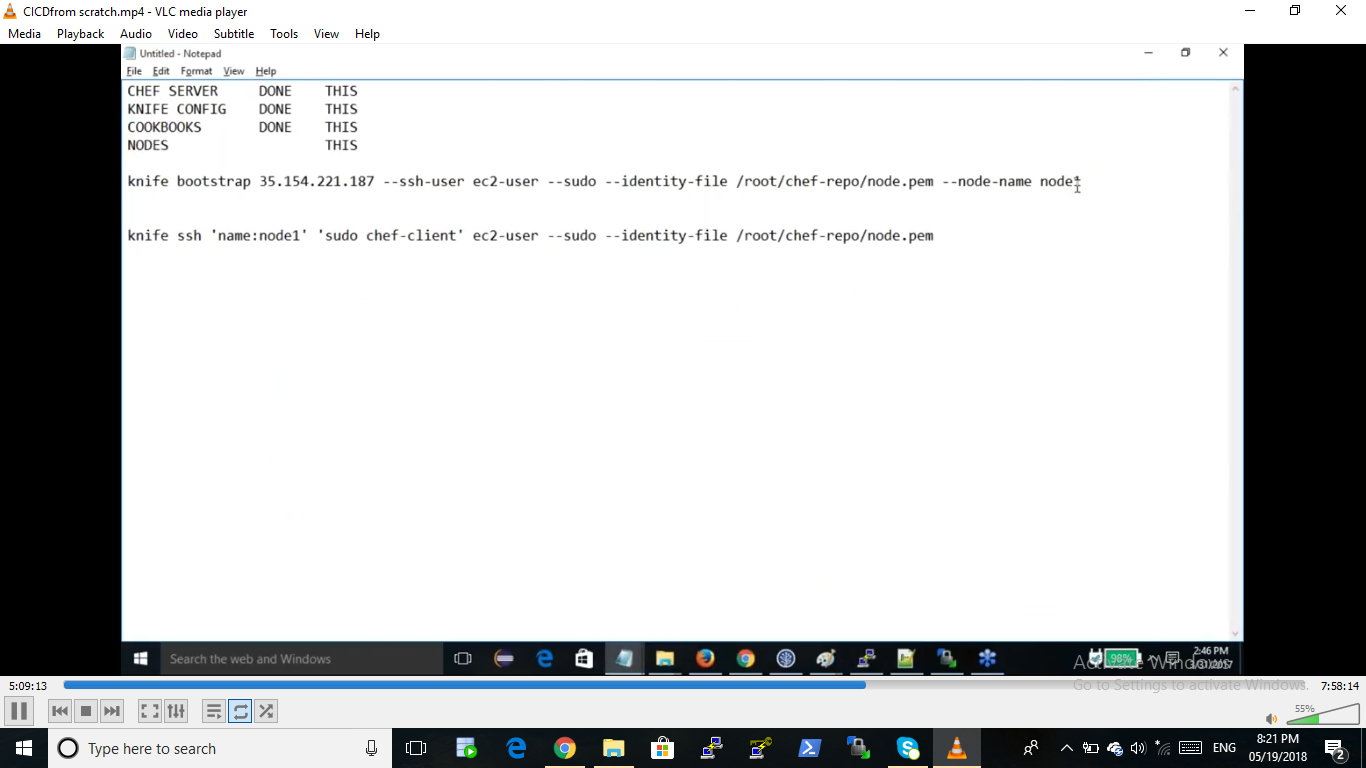 CICDfrom scratch.mp4 - VLC media player
Media Playback Audio Video Subtitle Tools View Help
Untitled - Notepad
File Edit Format View Help
CHEF SERVER DONE THIS
KNIFE CONFIG DONE THIS
COOKBOOKS DONE THIS
NODES THIS
knife bootstrap 35.154.221.187 --ssh-user ec2-user --sudo --identity-file /root/chef-repo/node.pem --node-name node1
knife ssh 'name:node1' 'sudo chef-client' ec2-user --sudo --identity-file /root/chef-repo/node.pem
Search the web and Windows
98%
2:46 PM
Activate Windows
Go to Settings to activate Windows.
5:09:13
7:58:14
55%
Type here to search
ENG
8:21 PM
05/19/2018
2